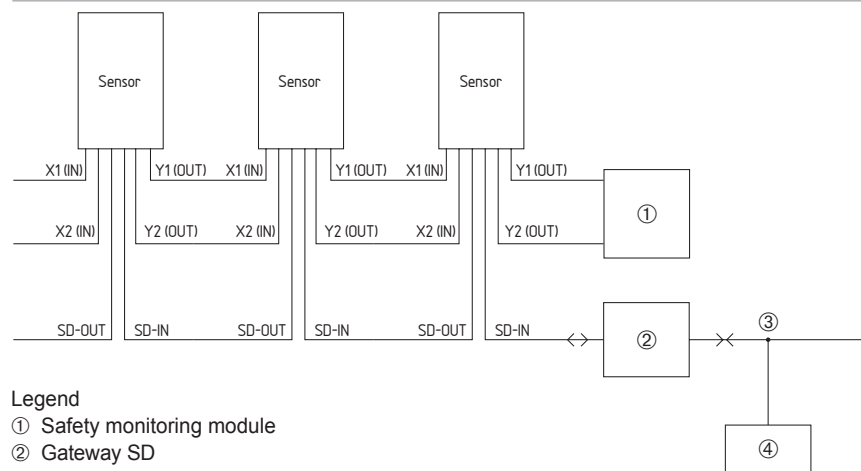 Sensor Sensor Sensor
X1 (IN) Y1 (OUT) X1 (IN) Y1 (OUT) X1 (IN) Y1 (OUT)
①
X2 (IN) Y2 (OUT) X2 (IN) Y2 (OUT) X2 (IN) Y2 (OUT)
③
SD-OUT SD-IN SD-OUT SD-IN SD-OUT SD-IN ②
Legend
① Safety monitoring module
② Gateway SD
④